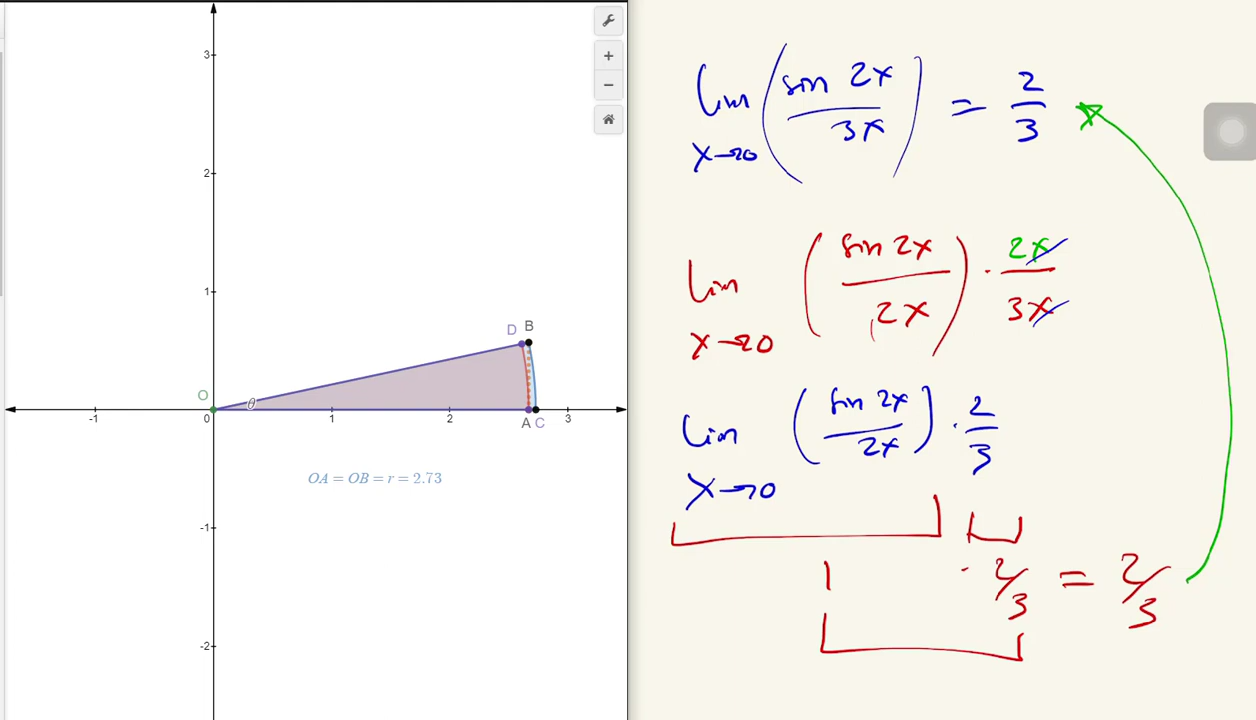 3
2
1
D B
O θ
-1 0 1 2 A C 3
OA = OB = r = 2.73
-1
-2
+
−
lim x→0 (sin 2x / 3x) = 2/3
lim x→0 (sin 2x / 2x) · 2x / 3x
lim x→0 (sin 2x / 2x) · 2/3
1 · 2/3 = 2/3